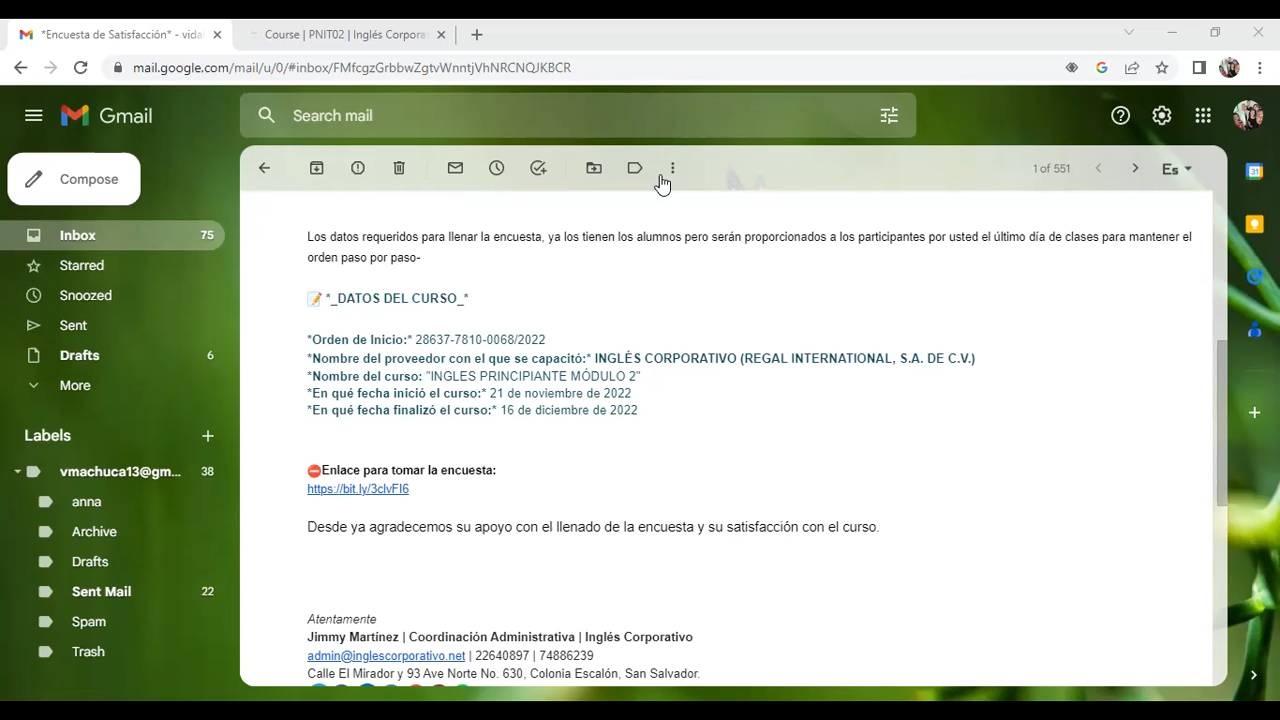 *Encuesta de Satisfacción* - vidal
Course | PNIT02 | Inglés Corpora
mail.google.com/mail/u/0/#inbox/FMfcgzGrbbwZgtvWnntjVhNRCNQJKBCR
Gmail
Search mail
1 of 551
Es
Compose
Inbox 75
Starred
Snoozed
Sent
Drafts 6
More
Labels
vmachuca13@gm... 38
anna
Archive
Drafts
Sent Mail 22
Spam
Trash
Los datos requeridos para llenar la encuesta, ya los tienen los alumnos pero serán proporcionados a los participantes por usted el último día de clases para mantener el
orden paso por paso-
*_DATOS DEL CURSO_*
*Orden de Inicio:* 28637-7810-0068/2022
*Nombre del proveedor con el que se capacitó:* INGLÉS CORPORATIVO (REGAL INTERNATIONAL, S.A. DE C.V.)
*Nombre del curso: "INGLES PRINCIPIANTE MÓDULO 2"
*En qué fecha inició el curso:* 21 de noviembre de 2022
*En qué fecha finalizó el curso:* 16 de diciembre de 2022
Enlace para tomar la encuesta:
https://bit.ly/3clvFI6
Desde ya agradecemos su apoyo con el llenado de la encuesta y su satisfacción con el curso.
Atentamente
Jimmy Martínez | Coordinación Administrativa | Inglés Corporativo
admin@inglescorporativo.net | 22640897 | 74886239
Calle El Mirador y 93 Ave Norte No. 630, Colonia Escalón, San Salvador.
31